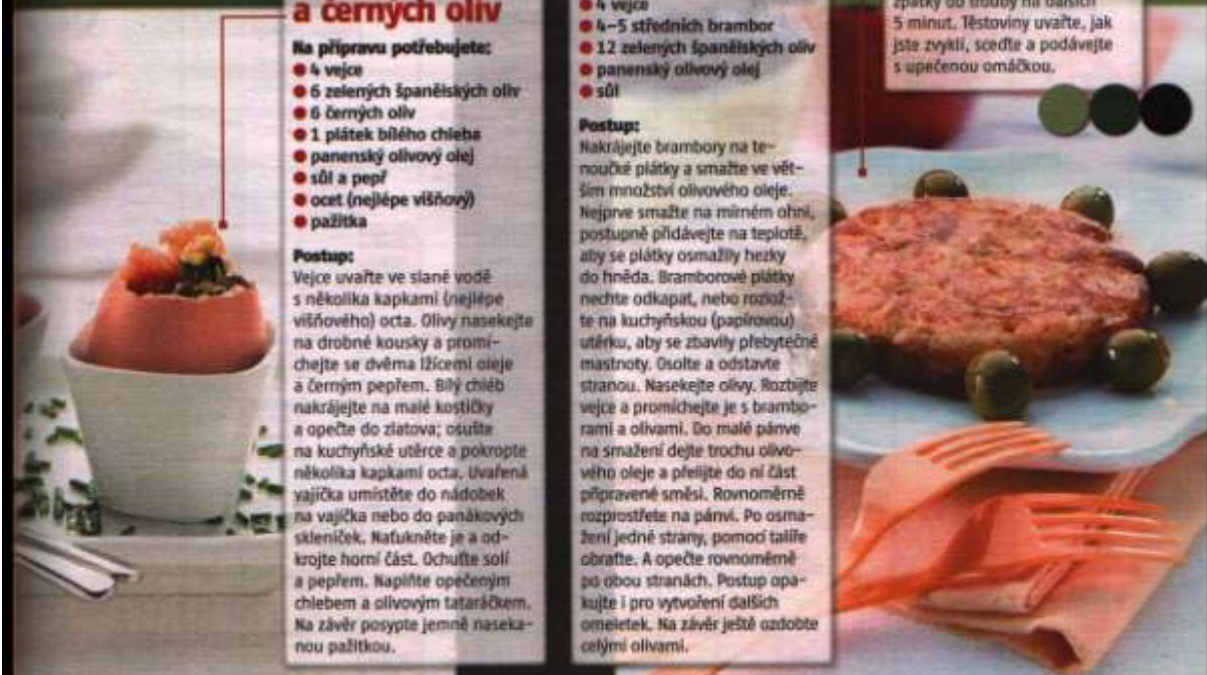 a černých oliv
Na přípravu potřebujete:
● 4 vejce
● 6 zelených španělských oliv
● 6 černých oliv
● 1 plátek bílého chleba
● panenský olivový olej
● sůl a pepř
● ocet (nejlépe višňový)
● pažitka
Postup:
Vejce uvařte ve slané vodě
s několika kapkami (nejlépe
višňového) octa. Olivy nasekejte
na drobné kousky a promí-
chejte se dvěma lžícemi oleje
a černým pepřem. Bílý chléb
nakrájejte na malé kostičky
a opečte do zlatova; osušte
na kuchyňské utěrce a pokropte
několika kapkami octa. Uvařená
vajíčka umístěte do nádobek
na vajíčka nebo do panákových
skleniček. Naťukněte je a od-
krojte horní část. Ochuťte solí
a pepřem. Naplňte opečeným
chlebem a olivovým tataráčkem.
Na závěr posypte jemně naseka-
nou pažitkou.
● 4 vejce
● 4–5 středních brambor
● 12 zelených španělských oliv
● panenský olivový olej
● sůl
Postup:
Nakrájejte brambory na te-
noučké plátky a smažte ve vět-
ším množství olivového oleje.
Nejprve smažte na mírném ohni,
postupně přidávejte na teplotě,
aby se plátky osmažily hezky
do hněda. Bramborové plátky
nechte odkapat, nebo rozlož-
te na kuchyňskou (papírovou)
utěrku, aby se zbavily přebytečné
mastnoty. Osolte a odstavte
stranou. Nasekejte olivy. Rozbijte
vejce a promíchejte je s brambo-
rami a olivami. Do malé pánve
na smažení dejte trochu olivo-
vého oleje a přelijte do ní část
připravené směsi. Rovnoměrně
rozprostřete na pánvi. Po osma-
žení jedné strany, pomocí talíře
obraťte. A opečte rovnoměrně
po obou stranách. Postup opa-
kujte i pro vytvoření dalších
omeletek. Na závěr ještě ozdobte
celými olivami.
zpátky do trouby na dalších
5 minut. Těstoviny uvařte, jak
jste zvyklí, sceďte a podávejte
s upečenou omáčkou.